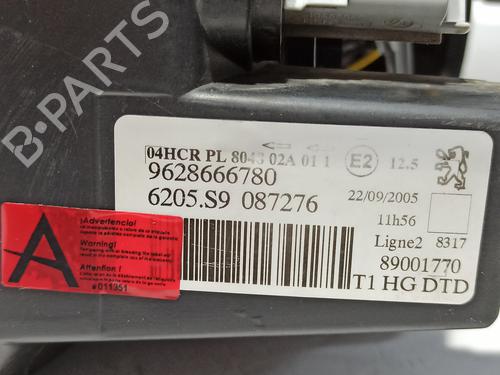 B-PARTS
04HCR PL 8043 02A 01 1 E2 12.5
9628666780
6205.S9 087276
22/09/2005
11h56
Ligne2 8317
89001770
T1 HG DTD
A
¡Advertencia!
Warning!
Attention !
#011351